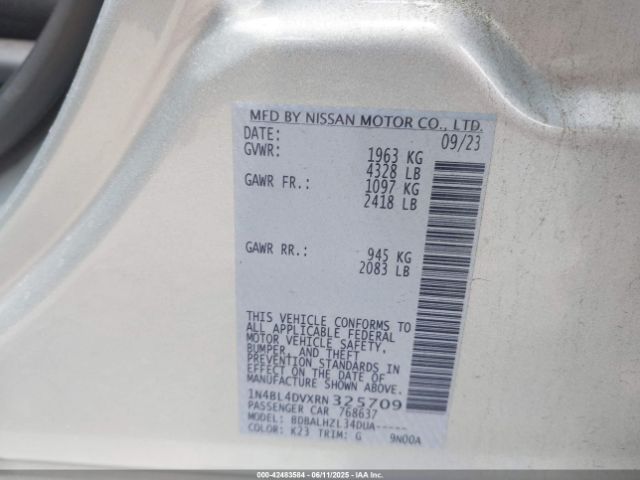 MFD BY NISSAN MOTOR CO., LTD.
DATE: 09/23
GVWR: 1963 KG
4328 LB
GAWR FR.: 1097 KG
2418 LB
GAWR RR.: 945 KG
2083 LB
THIS VEHICLE CONFORMS TO
ALL APPLICABLE FEDERAL
MOTOR VEHICLE SAFETY,
BUMPER, AND THEFT
PREVENTION STANDARDS IN
EFFECT ON THE DATE OF
MANUFACTURE SHOWN ABOVE.
1N4BL4DVXRN325709
PASSENGER CAR 768637
MODEL: BDBALHZL34DUA-----
COLOR: K23 TRIM: G 9N00A
000-42483584 - 06/11/2025 - IAAI.COM